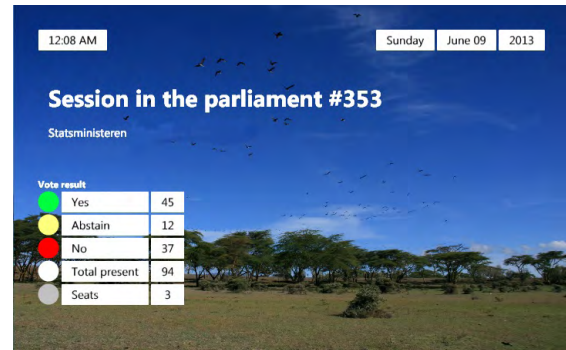 12:08 AM Sunday June 09 2013
Session in the parliament #353
Statsministeren
Vote result
Yes 45
Abstain 12
No 37
Total present 94
Seats 3